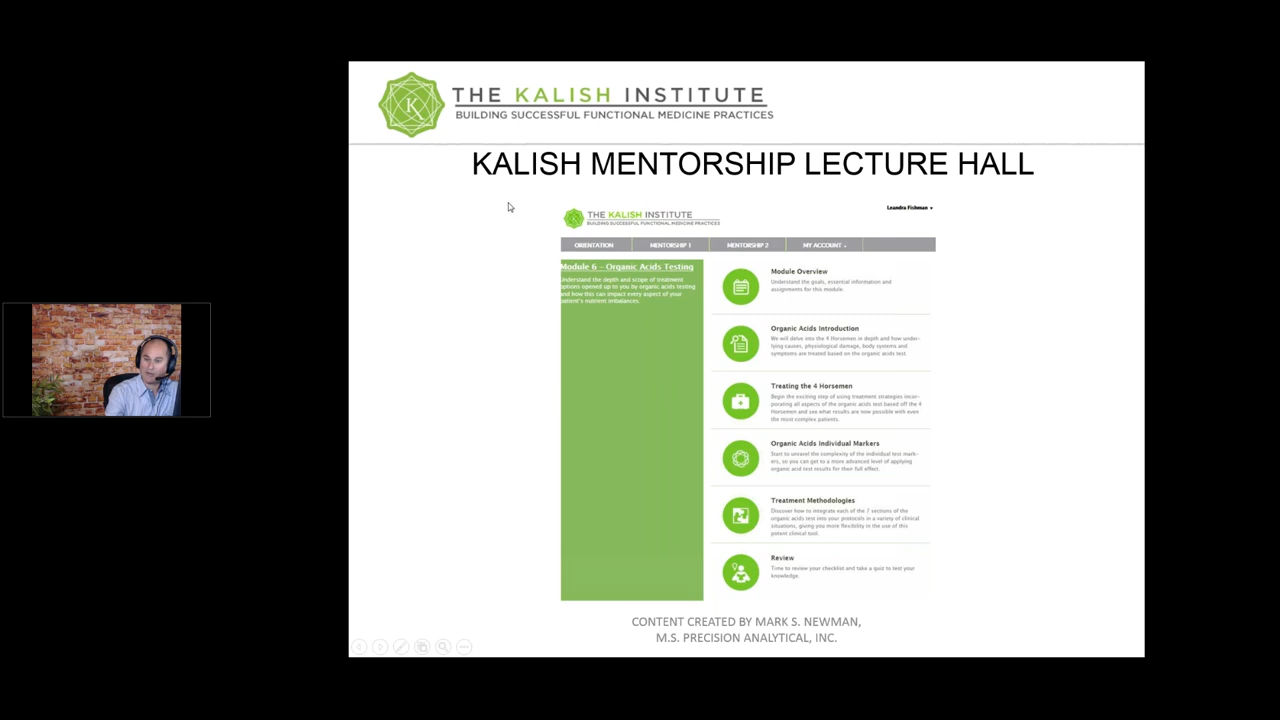 THE KALISH INSTITUTE
BUILDING SUCCESSFUL FUNCTIONAL MEDICINE PRACTICES
KALISH MENTORSHIP LECTURE HALL
THE KALISH INSTITUTE
BUILDING SUCCESSFUL FUNCTIONAL MEDICINE PRACTICES
Leandra Fishman
ORIENTATION
MENTORSHIP 1
MENTORSHIP 2
MY ACCOUNT
Module 6 – Organic Acids Testing
Understand the depth and scope of treatment
options opened up to you by organic acids testing
and how this can impact every aspect of your
patient's nutrient imbalances.
Module Overview
Understand the goals, essential information and
assignments for this module.
Organic Acids Introduction
We will delve into the 4 Horsemen in depth and how under-
lying causes, physiological damage, body systems and
symptoms are treated based on the organic acids test.
Treating the 4 Horsemen
Begin the exciting step of using treatment strategies incor-
porating all aspects of the organic acids test based off the 4
Horsemen and see what results are now possible with even
the most complex patients.
Organic Acids Individual Markers
Start to unravel the complexity of the individual test mark-
ers, so you can get to a more advanced level of applying
organic acid test results for their full effect.
Treatment Methodologies
Discover how to integrate each of the 7 sections of the
organic acids test into your protocols in a variety of clinical
situations, giving you more flexibility in the use of this
potent clinical tool.
Review
Time to review your checklist and take a quiz to test your
knowledge.
CONTENT CREATED BY MARK S. NEWMAN,
M.S. PRECISION ANALYTICAL, INC.